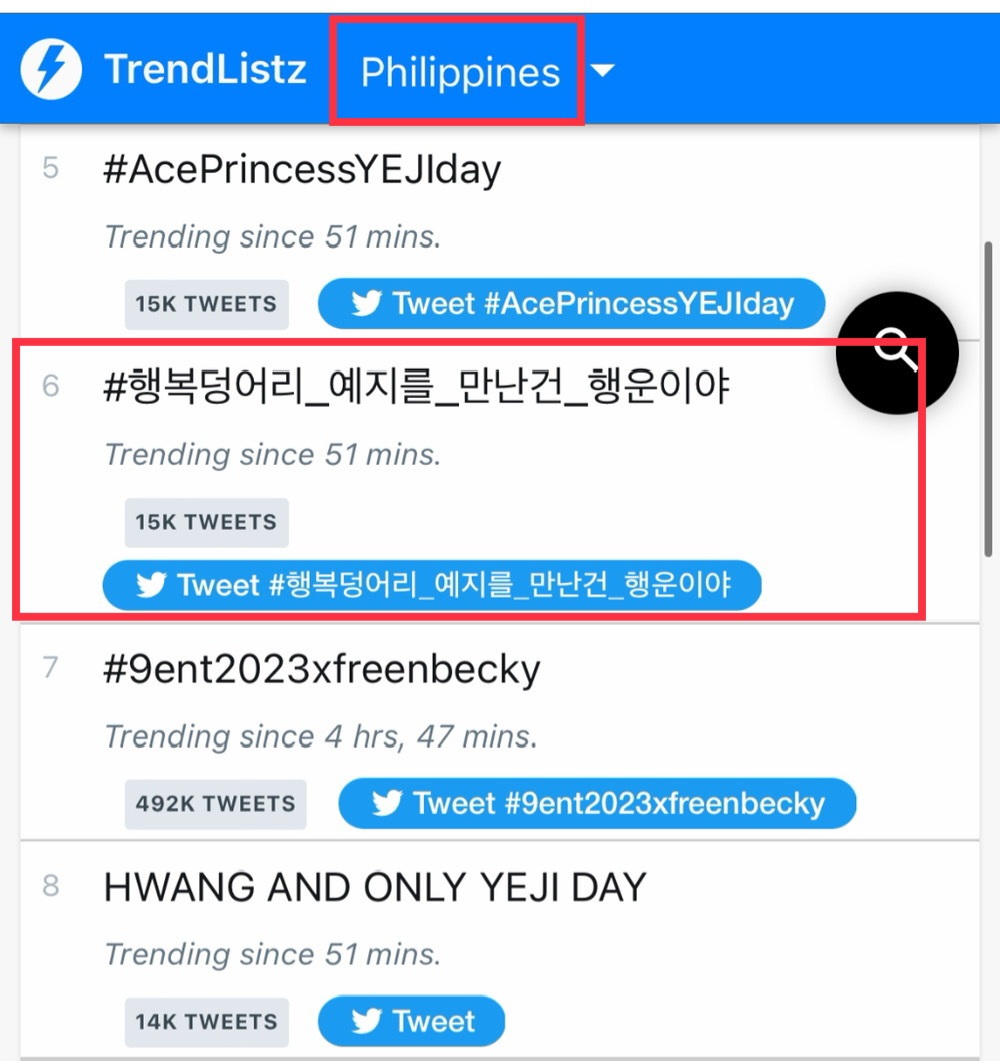 TrendListz Philippines
5 #AcePrincessYEJIday
Trending since 51 mins.
15K TWEETS Tweet #AcePrincessYEJIday
6 #행복덩어리_예지를_만난건_행운이야
Trending since 51 mins.
15K TWEETS
Tweet #행복덩어리_예지를_만난건_행운이야
7 #9ent2023xfreenbecky
Trending since 4 hrs, 47 mins.
492K TWEETS Tweet #9ent2023xfreenbecky
8 HWANG AND ONLY YEJI DAY
Trending since 51 mins.
14K TWEETS Tweet